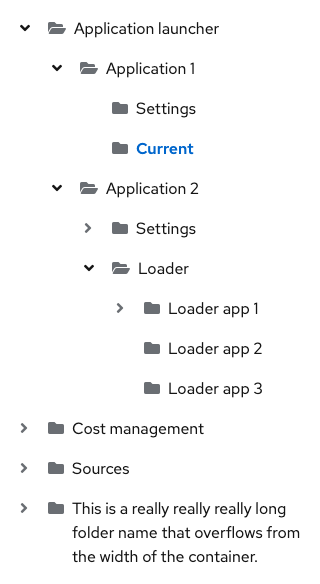 Application launcher
Application 1
Settings
Current
Application 2
Settings
Loader
Loader app 1
Loader app 2
Loader app 3
Cost management
Sources
This is a really really really long
folder name that overflows from
the width of the container.